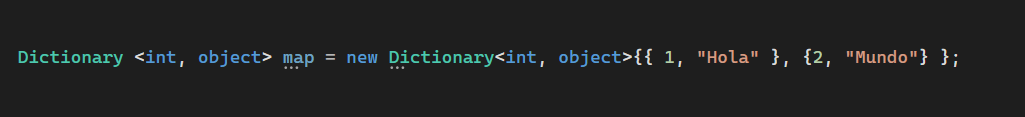 Dictionary <int, object> map = new Dictionary<int, object>{{ 1, "Hola" }, {2, "Mundo"} };